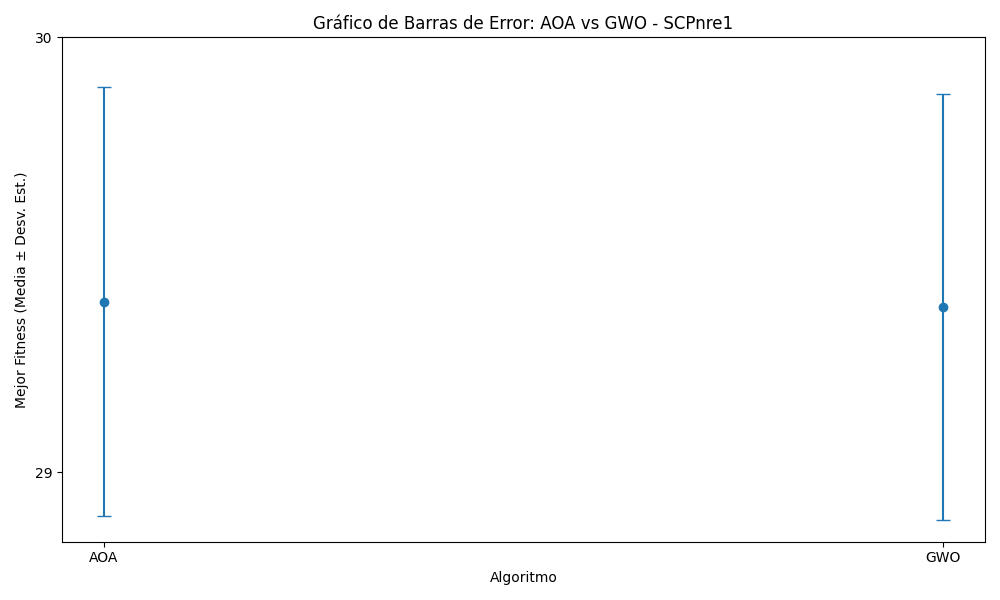 Gráfico de Barras de Error: AOA vs GWO - SCPnre1
30
29
Mejor Fitness (Media ± Desv. Est.)
AOA
GWO
Algoritmo